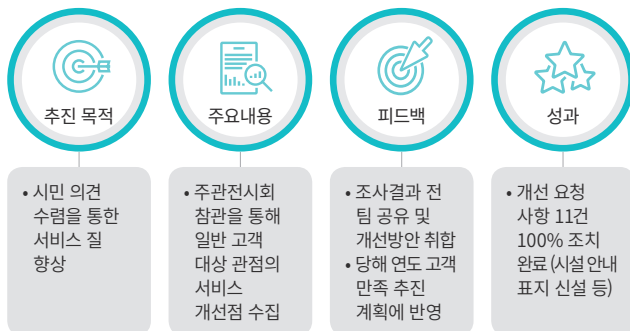 추진 목적
• 시민 의견
수렴을 통한
서비스 질
향상
주요내용
• 주관전시회
참관을 통해
일반 고객
대상 관점의
서비스
개선점 수집
피드백
• 조사결과 전
팀 공유 및
개선방안 취합
• 당해 연도 고객
만족 추진
계획에 반영
성과
• 개선 요청
사항 11건
100% 조치
완료 (시설 안내
표지 신설 등)